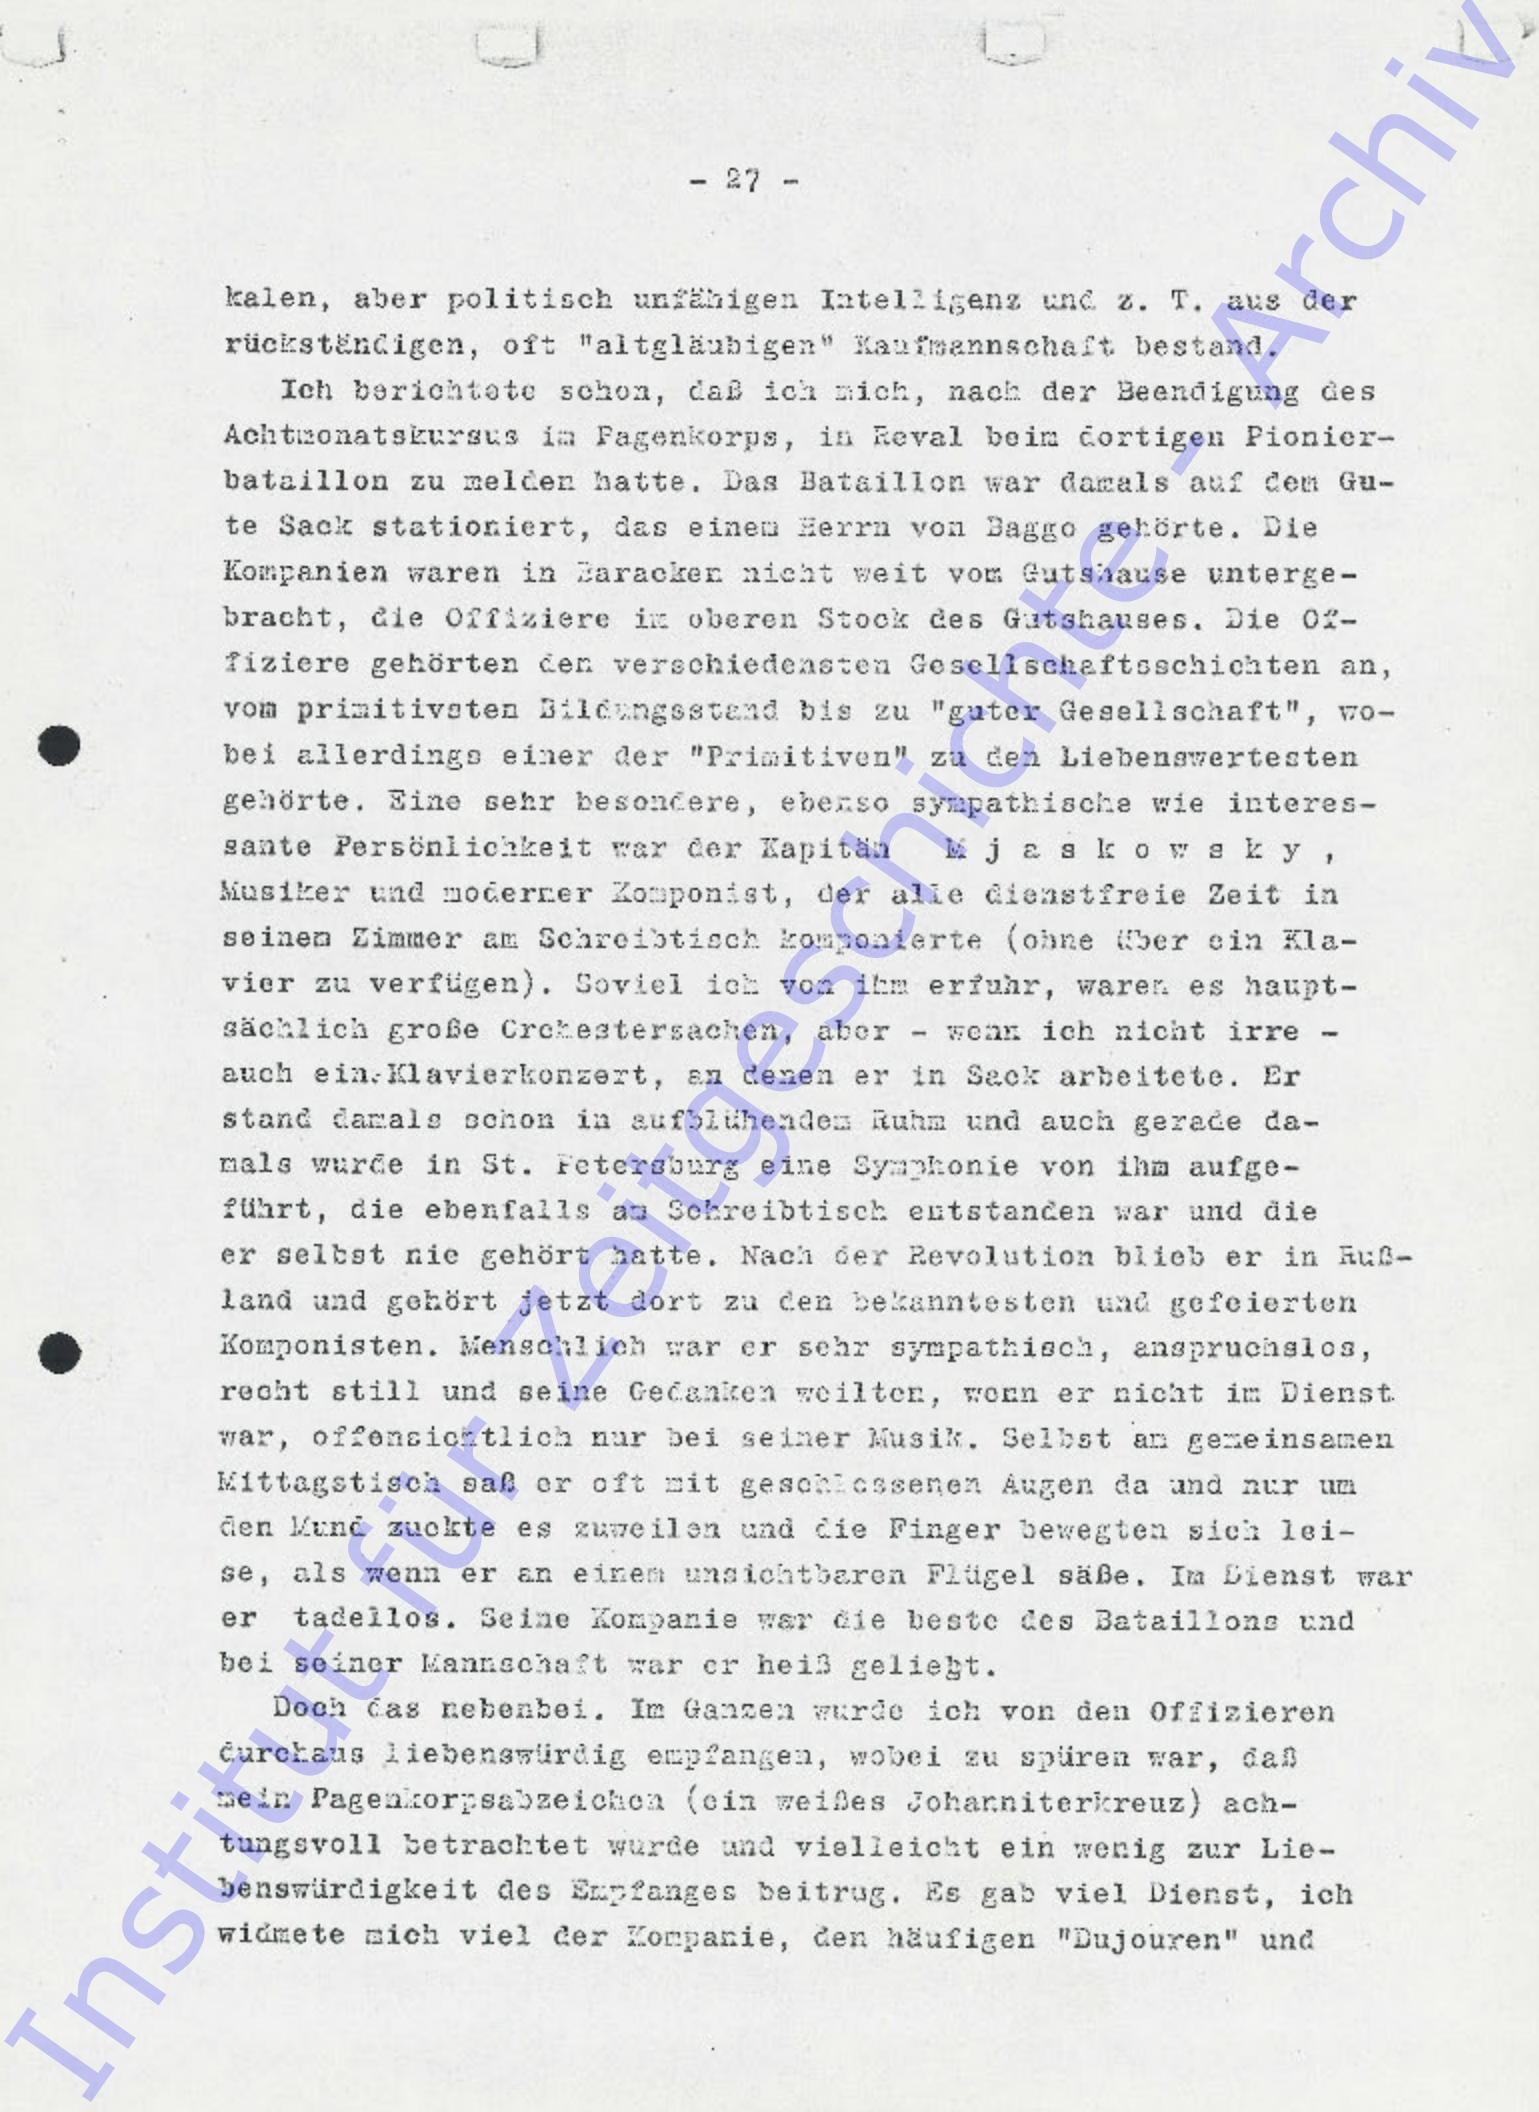 - 27 -
kalen, aber politisch unfähigen Intelligenz und z. T. aus der
rückständigen, oft "altgläubigen" Kaufmannschaft bestand.
Ich berichtete schon, daß ich mich, nach der Beendigung des
Achtmonatskursus im Pagenkorps, in Reval beim dortigen Pionier-
bataillon zu melden hatte. Das Bataillon war damals auf dem Gu-
te Sack stationiert, das einem Herrn von Baggo gehörte. Die
Kompanien waren in Baracken nicht weit vom Gutshause unterge-
bracht, die Offiziere im oberen Stock des Gutshauses. Die Of-
fiziere gehörten den verschiedensten Gesellschaftsschichten an,
vom primitivsten Bildungsstand bis zu "guter Gesellschaft", wo-
bei allerdings einer der "Primitiven" zu den Liebenswertesten
gehörte. Eine sehr besondere, ebenso sympathische wie interes-
sante Persönlichkeit war der Kapitän M j a s k o w s k y ,
Musiker und moderner Komponist, der alle dienstfreie Zeit in
seinem Zimmer am Schreibtisch komponierte (ohne über ein Kla-
vier zu verfügen). Soviel ich von ihm erfuhr, waren es haupt-
sächlich große Orchestersachen, aber - wenn ich nicht irre -
auch ein Klavierkonzert, an denen er in Sack arbeitete. Er
stand damals schon in aufblühendem Ruhm und auch gerade da-
mals wurde in St. Petersburg eine Symphonie von ihm aufge-
führt, die ebenfalls am Schreibtisch entstanden war und die
er selbst nie gehört hatte. Nach der Revolution blieb er in Ruß-
land und gehört jetzt dort zu den bekanntesten und gefeierten
Komponisten. Menschlich war er sehr sympathisch, anspruchslos,
recht still und seine Gedanken weilten, wenn er nicht im Dienst
war, offensichtlich nur bei seiner Musik. Selbst am gemeinsamen
Mittagstisch saß er oft mit geschlossenen Augen da und nur um
den Mund zuckte es zuweilen und die Finger bewegten sich lei-
se, als wenn er an einem unsichtbaren Flügel säße. Im Dienst war
er tadellos. Seine Kompanie war die beste des Bataillons und
bei seiner Mannschaft war er heiß geliebt.
Doch das nebenbei. Im Ganzen wurde ich von den Offizieren
durchaus liebenswürdig empfangen, wobei zu spüren war, daß
mein Pagenkorpsabzeichen (ein weißes Johanniterkreuz) ach-
tungsvoll betrachtet wurde und vielleicht ein wenig zur Lie-
benswürdigkeit des Empfanges beitrug. Es gab viel Dienst, ich
widmete mich viel der Kompanie, den häufigen "Dujouren" und
Institut für Zeitgeschichte - Archiv